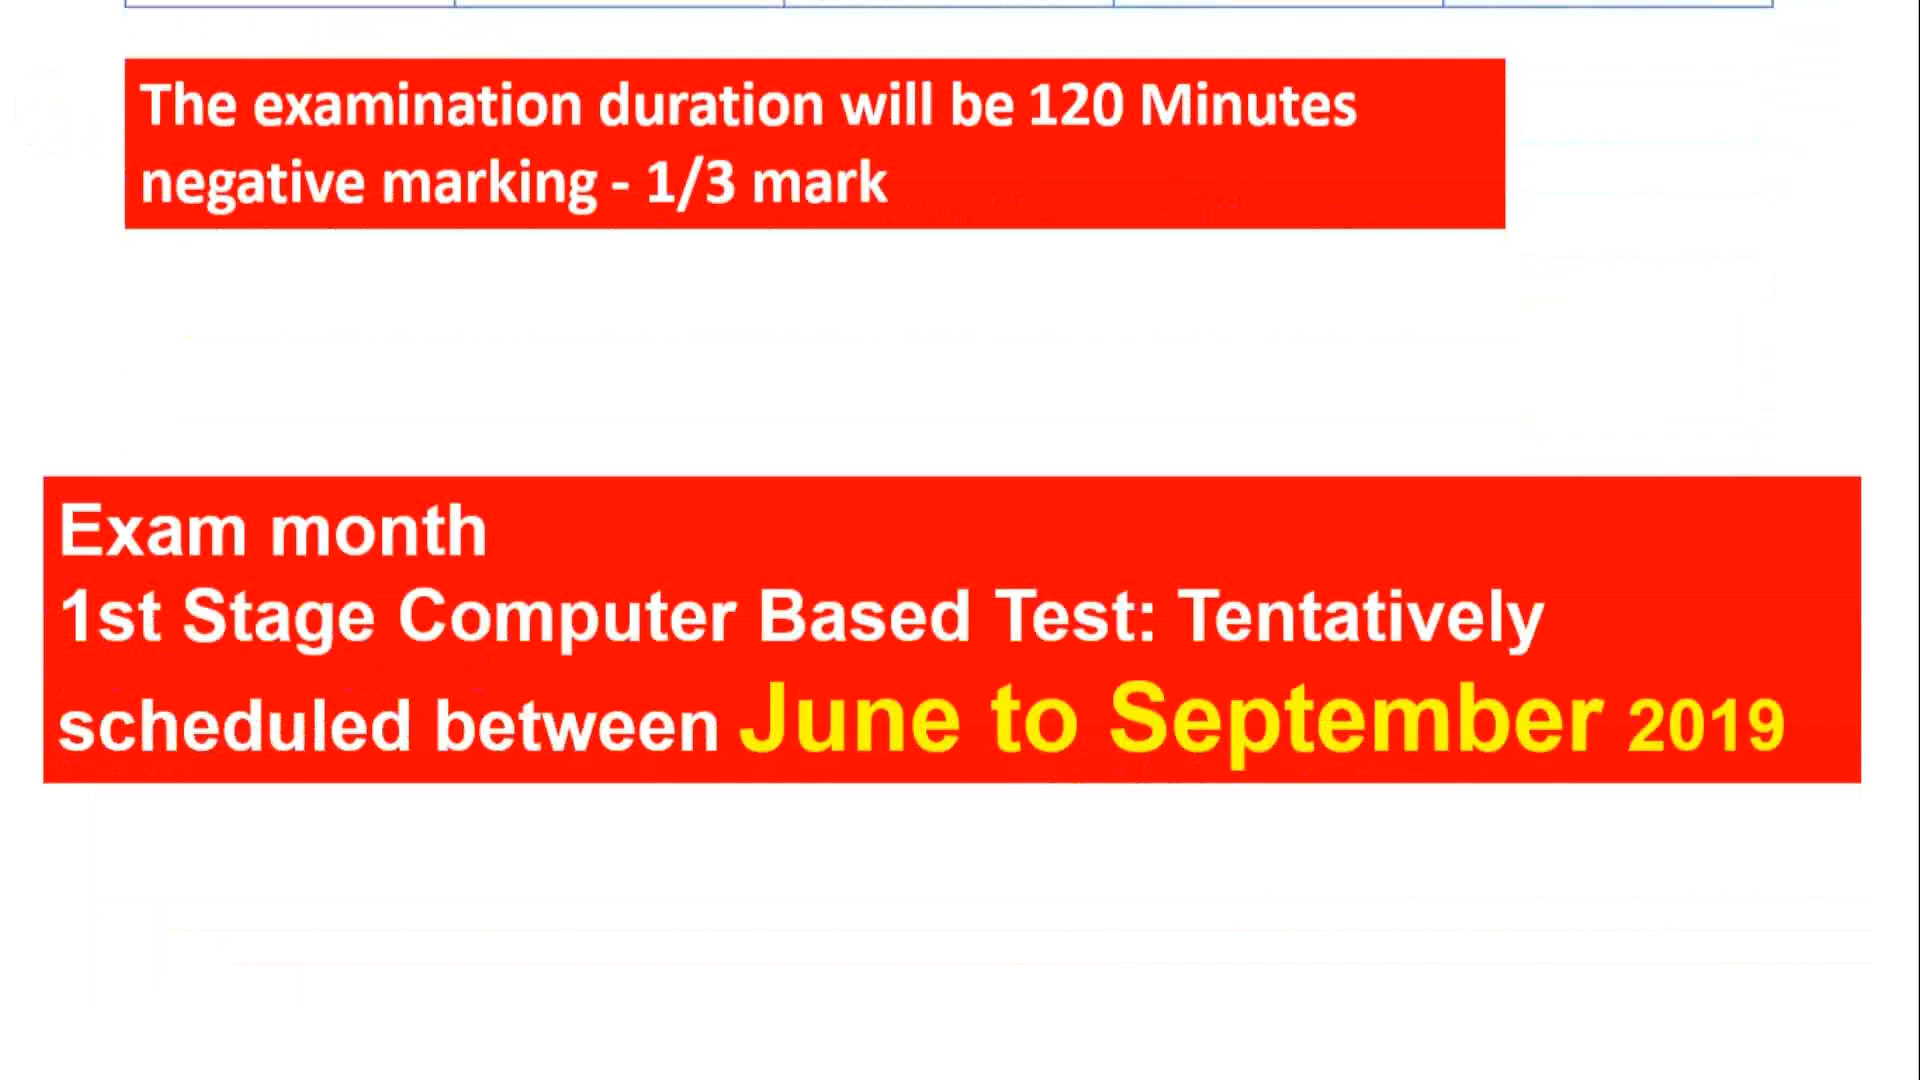 The examination duration will be 120 Minutes
negative marking - 1/3 mark
Exam month
1st Stage Computer Based Test: Tentatively
scheduled between June to September 2019